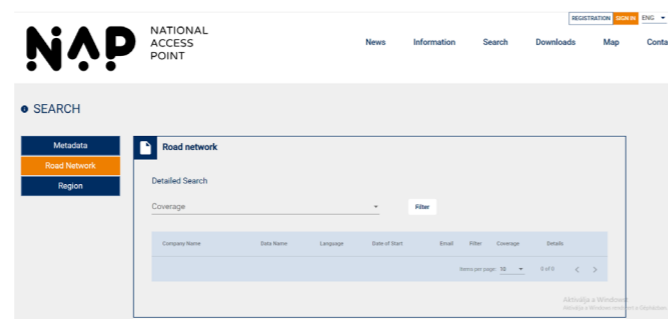 REGISTRATION SIGN IN ENG
NAP
NATIONAL
ACCESS
POINT
News Information Search Downloads Map Conta
SEARCH
Metadata
Road Network
Region
Road network
Detailed Search
Coverage
Filter
Company Name Data Name Language Date of Start Email Filter Coverage Details
Items per page: 10 0 of 0
Aktiválja a Windowst